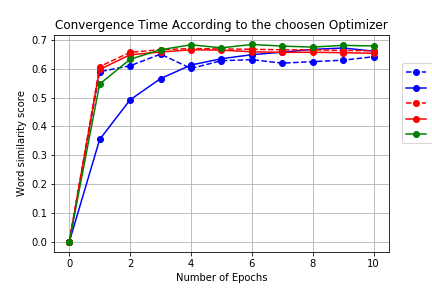 Convergence Time According to the choosen Optimizer
0.7
0.6
0.5
0.4
0.3
0.2
0.1
0.0
Word similarity score
0 2 4 6 8 10
Number of Epochs